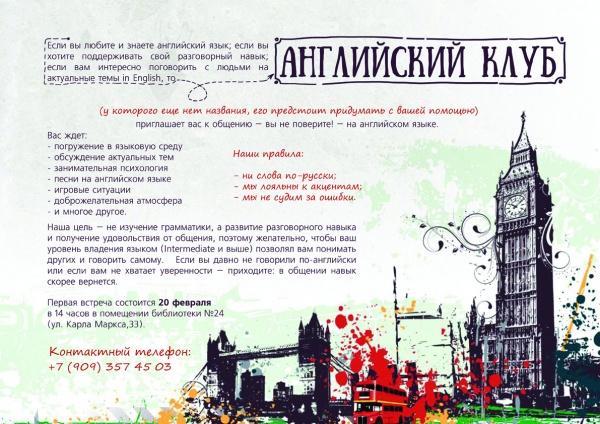 Если вы любите и знаете английский язык; если вы
хотите поддерживать свой разговорный навык;
если вам интересно поговорить с людьми на
актуальные темы in English, то
АНГЛИЙСКИЙ КЛУБ
(у которого еще нет названия, его предстоит придумать с вашей помощью)
приглашает вас к общению – вы не поверите! – на английском языке.
Вас ждет:
- погружение в языковую среду
- обсуждение актуальных тем
- занимательная психология
- песни на английском языке
- игровые ситуации
- доброжелательная атмосфера
- и многое другое.
Наши правила:
- ни слова по-русски;
- мы лояльны к акцентам;
- мы не судим за ошибки.
Наша цель – не изучение грамматики, а развитие разговорного навыка
и получение удовольствия от общения, поэтому желательно, чтобы ваш
уровень владения языком (Intermediate и выше) позволял вам понимать
других и говорить самому. Если вы давно не говорили по-английски
или если вам не хватает уверенности – приходите: в общении навык
скорее вернется.
Первая встреча состоится 20 февраля
в 14 часов в помещении библиотеки №24
(ул. Карла Маркса,33).
Контактный телефон:
+7 (909) 357 45 03